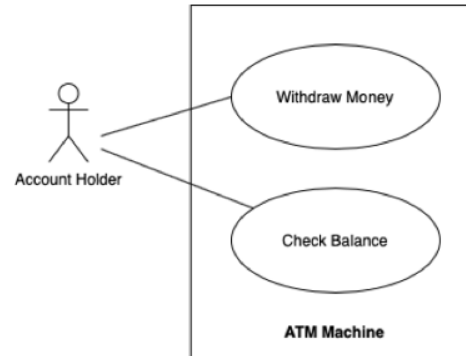 Withdraw Money
Account Holder
Check Balance
ATM Machine